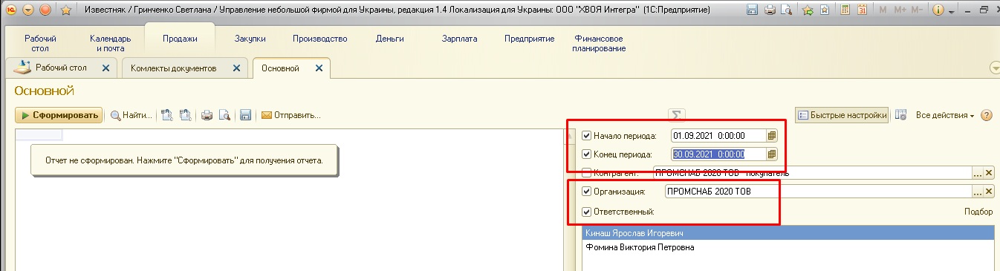 Известняк / Гринченко Светлана / Управление небольшой фирмой для Украины, редакция 1.4 Локализация для Украины: ООО "ХВОЯ Интегра" (1С:Предприятие)
M M+ M-
Рабочий стол
Календарь и почта
Продажи
Закупки
Производство
Деньги
Зарплата
Предприятие
Финансовое планирование
Рабочий стол
Комлекты документов
Основной
Основной
Сформировать
Найти...
Отправить...
Σ
Быстрые настройки
Все действия
Отчет не сформирован. Нажмите "Сформировать" для получения отчета.
Начало периода: 01.09.2021 0:00:00
Конец периода: 30.09.2021 0:00:00
Контрагент: ПРОМСНАБ 2020 ТОВ покупатель
Организация: ПРОМСНАБ 2020 ТОВ
Ответственный:
Подбор
Кинаш Ярослав Игоревич
Фомина Виктория Петровна